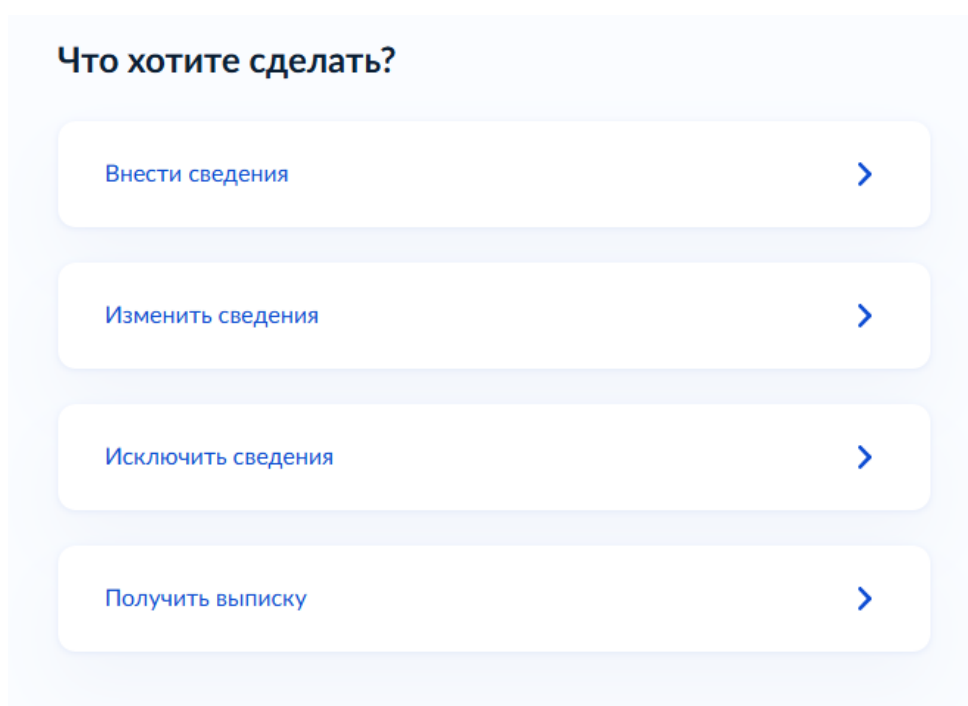 Что хотите сделать?
Внести сведения
Изменить сведения
Исключить сведения
Получить выписку